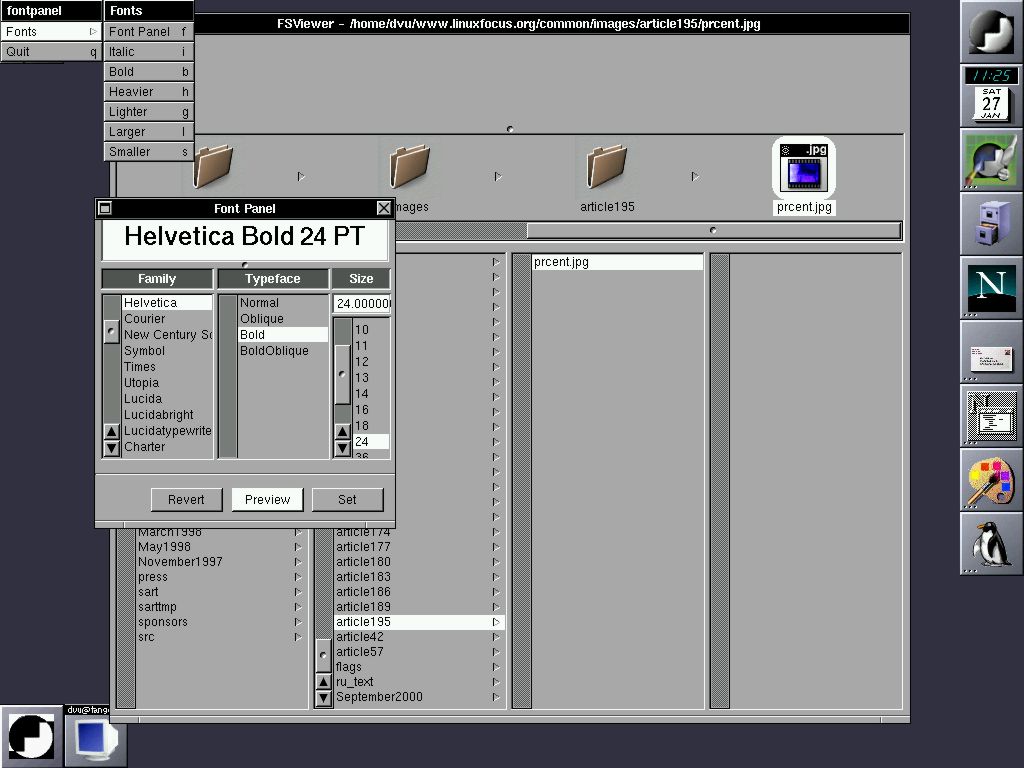 fontpanel
Fonts
Quit q
Fonts
Font Panel f
Italic i
Bold b
Heavier h
Lighter g
Larger l
Smaller s
FSViewer - /home/dvu/www.linuxfocus.org/common/images/article195/prcent.jpg
.jpg
images
article195
prcent.jpg
Font Panel
Helvetica Bold 24 PT
Family
Typeface
Size
Helvetica
Courier
New Century Sc
Symbol
Times
Utopia
Lucida
Lucidabright
Lucidatypewrite
Charter
Normal
Oblique
Bold
BoldOblique
24.00000
10
11
12
13
14
16
18
24
36
Revert
Preview
Set
March1998
May1998
November1997
press
sart
sarttmp
sponsors
src
article174
article177
article180
article183
article186
article189
article195
article42
article57
flags
ru_text
September2000
prcent.jpg
11:25
SAT
27
JAN
N
N
dvu@tang